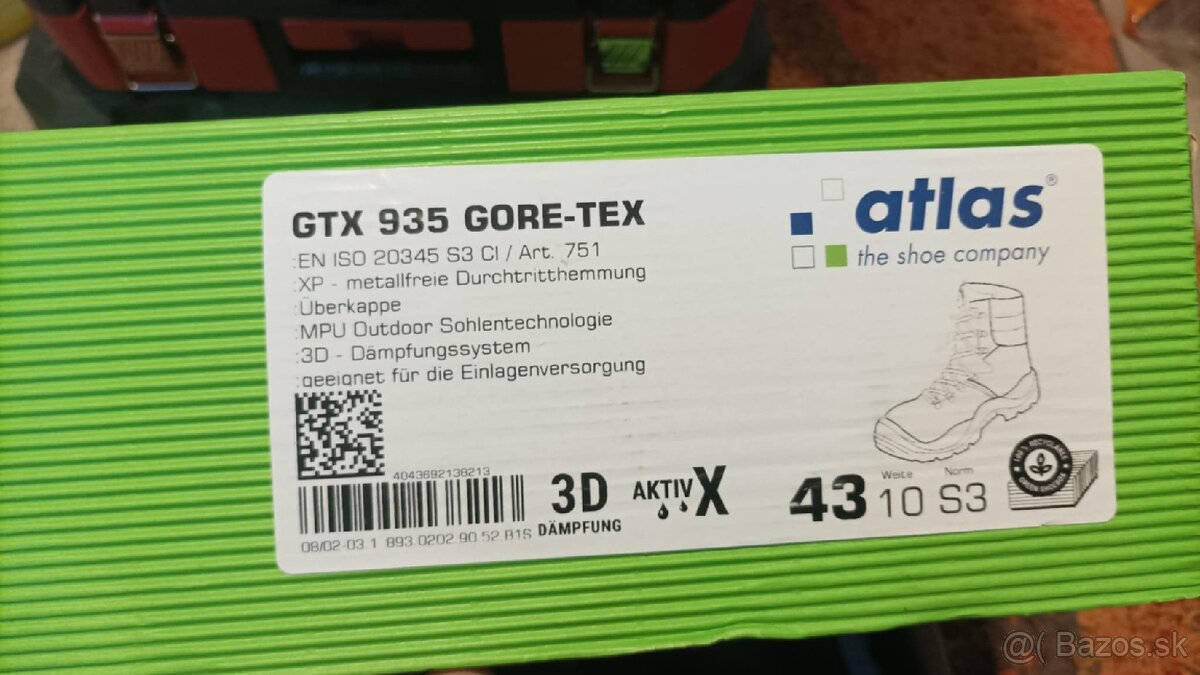 GTX 935 GORE-TEX
:EN ISO 20345 S3 CI / Art. 751
:XP - metallfreie Durchtritthemmung
:Überkappe
:MPU Outdoor Sohlentechnologie
:3D - Dämpfungssystem
:geeignet für die Einlagenversorgung
atlas®
the shoe company
4043692138213
08/02-03.1 893.0202.90.52.B1S
3D
DÄMPFUNG
AKTIV X
43
Weite
10
Norm
S3
@( Bazos.sk